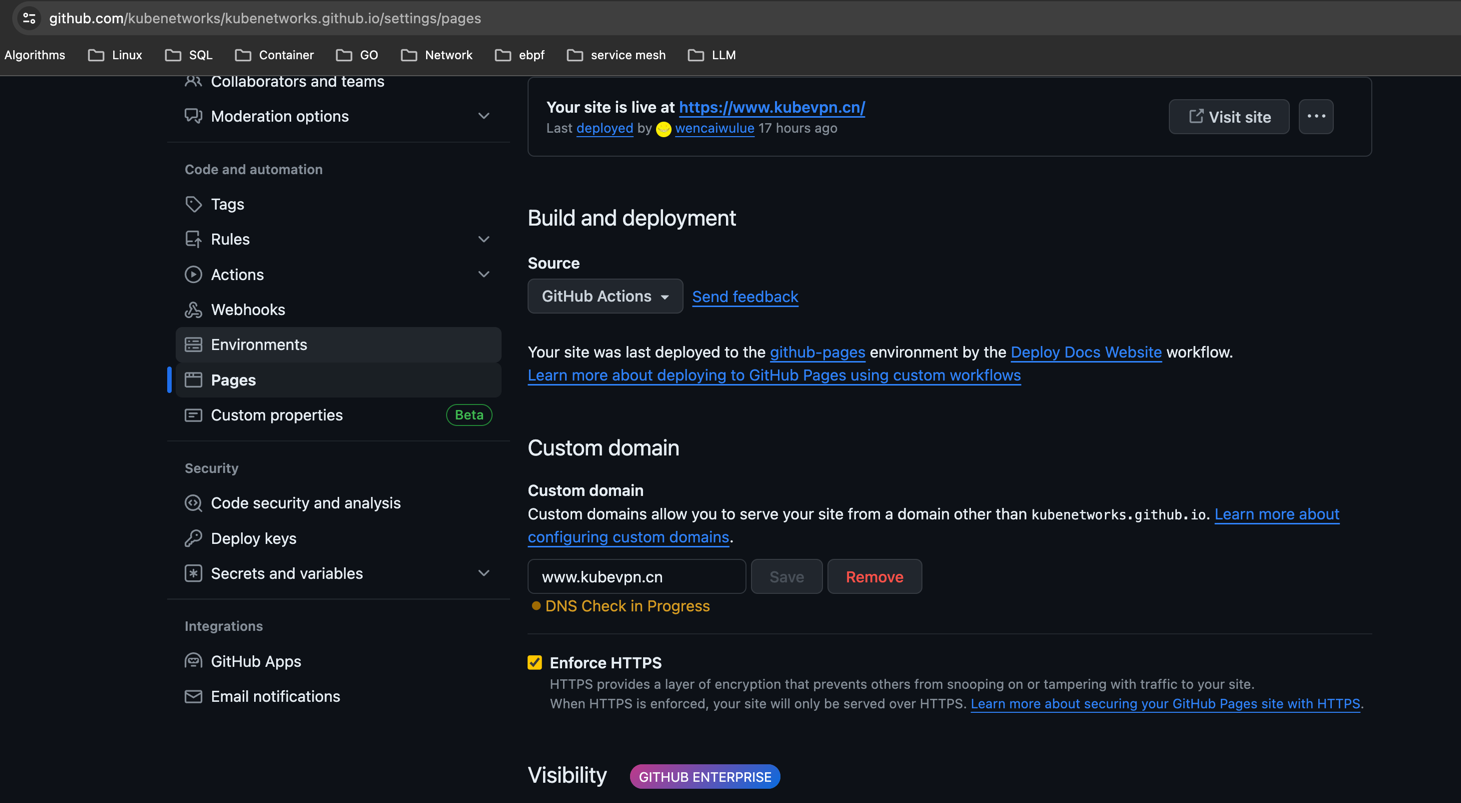 github.com/kubenetworks/kubenetworks.github.io/settings/pages
Algorithms Linux SQL Container GO Network ebpf service mesh LLM
Collaborators and teams
Moderation options
Code and automation
Tags
Rules
Actions
Webhooks
Environments
Pages
Custom properties Beta
Security
Code security and analysis
Deploy keys
Secrets and variables
Integrations
GitHub Apps
Email notifications
Your site is live at https://www.kubevpn.cn/
Last deployed by wencaiwulue 17 hours ago
Visit site
Build and deployment
Source
GitHub Actions Send feedback
Your site was last deployed to the github-pages environment by the Deploy Docs Website workflow.
Learn more about deploying to GitHub Pages using custom workflows
Custom domain
Custom domain
Custom domains allow you to serve your site from a domain other than kubenetworks.github.io. Learn more about
configuring custom domains.
www.kubevpn.cn Save Remove
DNS Check in Progress
Enforce HTTPS
HTTPS provides a layer of encryption that prevents others from snooping on or tampering with traffic to your site.
When HTTPS is enforced, your site will only be served over HTTPS. Learn more about securing your GitHub Pages site with HTTPS.
Visibility GITHUB ENTERPRISE